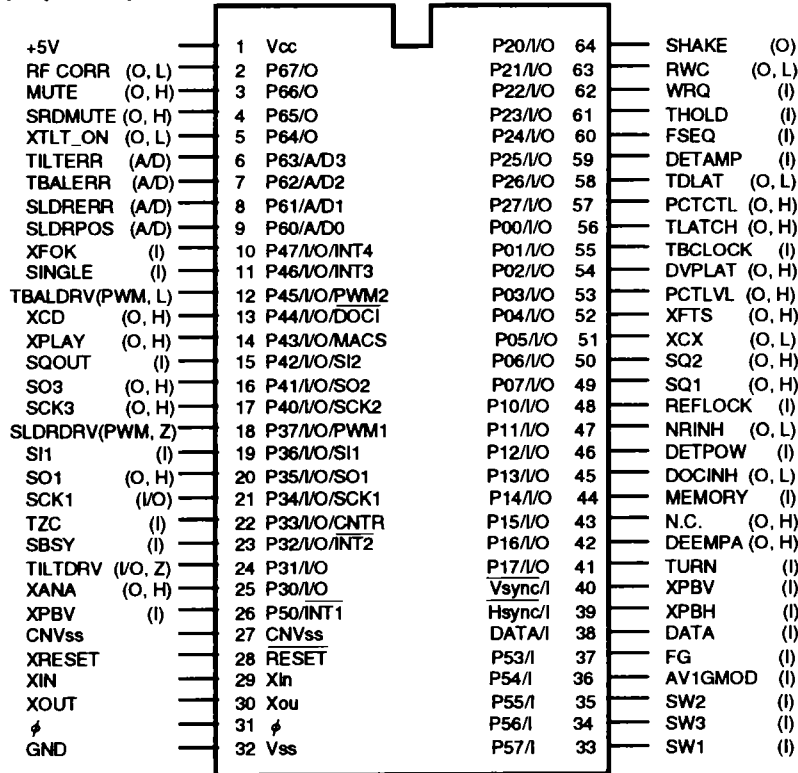 +5V 1 Vcc P20/I/O 64 SHAKE (O)
RF CORR (O, L) 2 P67/O P21/I/O 63 RWC (O, L)
MUTE (O, H) 3 P66/O P22/I/O 62 WRQ (I)
SRDMUTE (O, H) 4 P65/O P23/I/O 61 THOLD (I)
XTLT_ON (O, L) 5 P64/O P24/I/O 60 FSEQ (I)
TILTERR (A/D) 6 P63/A/D3 P25/I/O 59 DETAMP (I)
TBALERR (A/D) 7 P62/A/D2 P26/I/O 58 TDLAT (O, L)
SLDRERR (A/D) 8 P61/A/D1 P27/I/O 57 PCTCTL (O, H)
SLDRPOS (A/D) 9 P60/A/D0 P00/I/O 56 TLATCH (O, H)
XFOK (I) 10 P47/I/O/INT4 P01/I/O 55 TBCLOCK (I)
SINGLE (I) 11 P46/I/O/INT3 P02/I/O 54 DVPLAT (O, H)
TBALDRV(PWM, L) 12 P45/I/O/PWM2 P03/I/O 53 PCTLVL (O, H)
XCD (O, H) 13 P44/I/O/DOCI P04/I/O 52 XFTS (O, H)
XPLAY (O, H) 14 P43/I/O/MACS P05/I/O 51 XCX (O, L)
SQOUT (I) 15 P42/I/O/SI2 P06/I/O 50 SQ2 (O, H)
SO3 (O, H) 16 P41/I/O/SO2 P07/I/O 49 SQ1 (O, H)
SCK3 (O, H) 17 P40/I/O/SCK2 P10/I/O 48 REFLOCK (I)
SLDRDRV(PWM, Z) 18 P37/I/O/PWM1 P11/I/O 47 NRINH (O, L)
SI1 (I) 19 P36/I/O/SI1 P12/I/O 46 DETPOW (I)
SO1 (O, H) 20 P35/I/O/SO1 P13/I/O 45 DOCINH (O, L)
SCK1 (I/O) 21 P34/I/O/SCK1 P14/I/O 44 MEMORY (I)
TZC (I) 22 P33/I/O/CNTR P15/I/O 43 N.C. (O, H)
SBSY (I) 23 P32/I/O/INT2 P16/I/O 42 DEEMPA (O, H)
TILTDRV (I/O, Z) 24 P31/I/O P17/I/O 41 TURN (I)
XANA (O, H) 25 P30/I/O Vsync/I 40 XPBV (I)
XPBV (I) 26 P50/INT1 Hsync/I 39 XPBH (I)
CNVss 27 CNVss DATA/I 38 DATA (I)
XRESET 28 RESET P53/I 37 FG (I)
XIN 29 XIn P54/I 36 AV1GMOD (I)
XOUT 30 Xou P55/I 35 SW2 (I)
ϕ 31 ϕ P56/I 34 SW3 (I)
GND 32 Vss P57/I 33 SW1 (I)